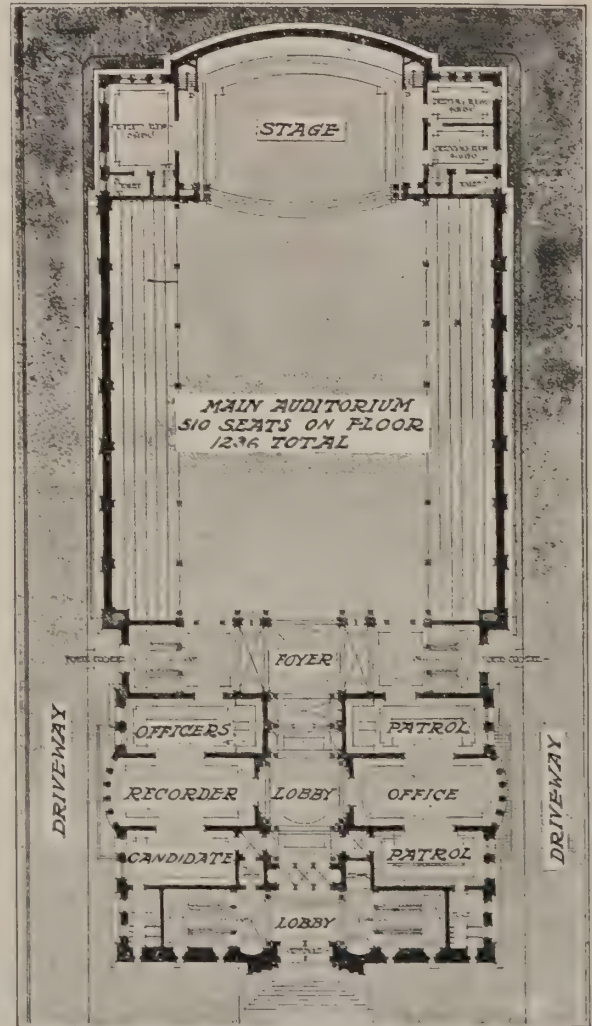 STAGE
MAIN AUDITORIUM
510 SEATS ON FLOOR
1236 TOTAL
FOYER
OFFICERS
PATROL
DRIVEWAY
DRIVEWAY
RECORDER
LOBBY
OFFICE
CANDIDATE
PATROL
LOBBY